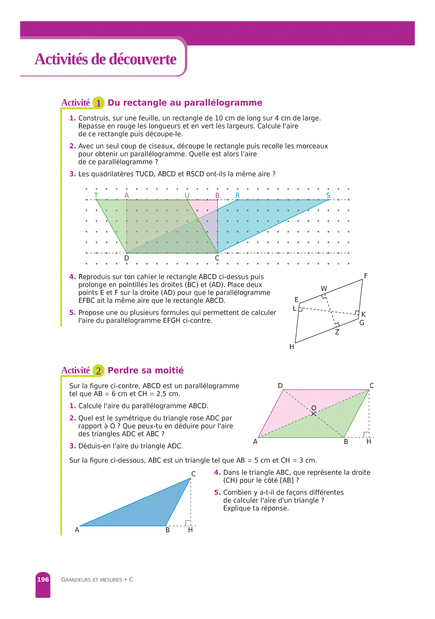 Activités de découverte
Activité 1 Du rectangle au parallélogramme
1. Construis, sur une feuille, un rectangle de 10 cm de long sur 4 cm de large.
Repasse en rouge les longueurs et en vert les largeurs. Calcule l'aire
de ce rectangle puis découpe-le.
2. Avec un seul coup de ciseaux, découpe le rectangle puis recolle les morceaux
pour obtenir un parallélogramme. Quelle est alors l'aire
de ce parallélogramme ?
3. Les quadrilatères TUCD, ABCD et RSCD ont-ils la même aire ?
T A U B R S
D C
4. Reproduis sur ton cahier le rectangle ABCD ci-dessus puis
prolonge en pointillés les droites (BC) et (AD). Place deux
points E et F sur la droite (AD) pour que le parallélogramme
EFBC ait la même aire que le rectangle ABCD.
5. Propose une ou plusieurs formules qui permettent de calculer
l'aire du parallélogramme EFGH ci-contre.
F
W
E
L
K
G
Z
H
Activité 2 Perdre sa moitié
Sur la figure ci-contre, ABCD est un parallélogramme
tel que AB = 6 cm et CH = 2,5 cm.
1. Calcule l'aire du parallélogramme ABCD.
2. Quel est le symétrique du triangle rose ADC par
rapport à O ? Que peux-tu en déduire pour l'aire
des triangles ADC et ABC ?
3. Déduis-en l'aire du triangle ADC.
D C
O
A B H
Sur la figure ci-dessous, ABC est un triangle tel que AB = 5 cm et CH = 3 cm.
C
A B H
4. Dans le triangle ABC, que représente la droite
(CH) pour le côté [AB] ?
5. Combien y a-t-il de façons différentes
de calculer l'aire d'un triangle ?
Explique ta réponse.
196 GRANDEURS ET MESURES • C